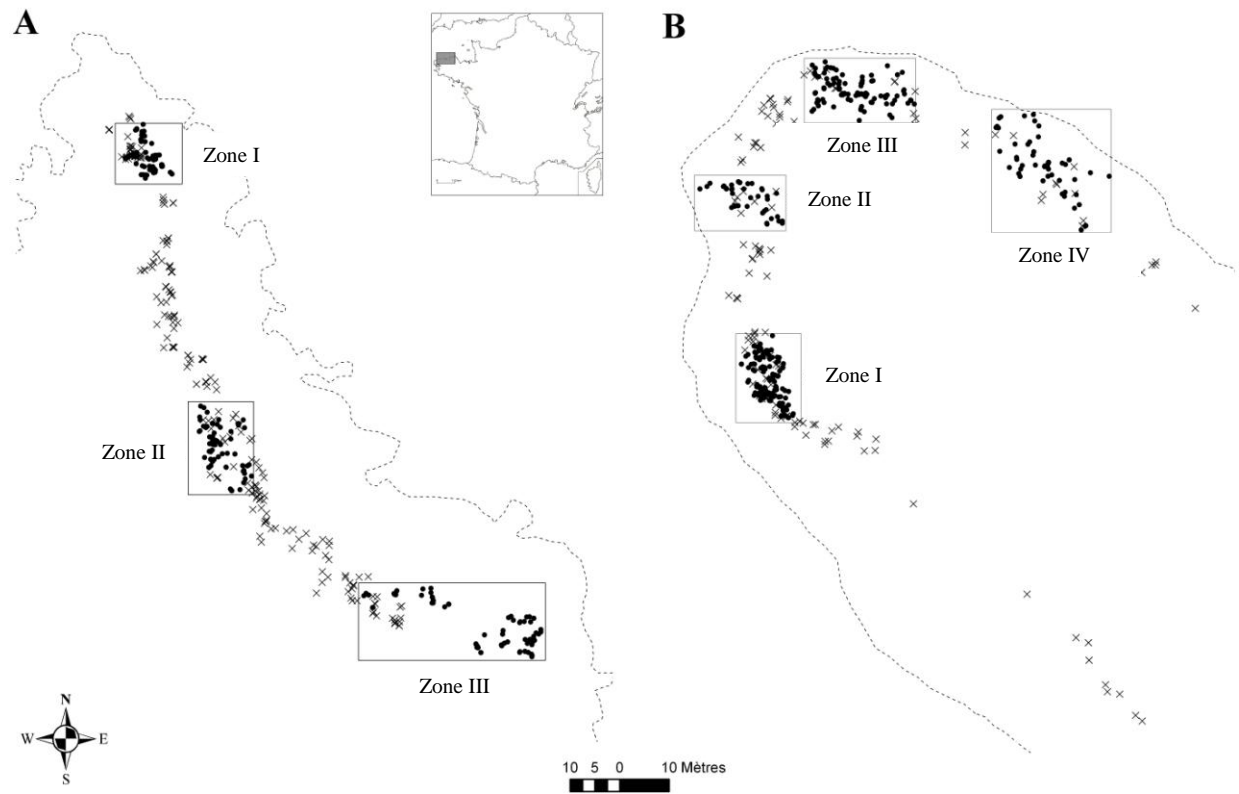 A
B
Zone I
Zone II
Zone III
Zone III
Zone II
Zone IV
Zone I
N
W E
S
10 5 0 10 Mètres